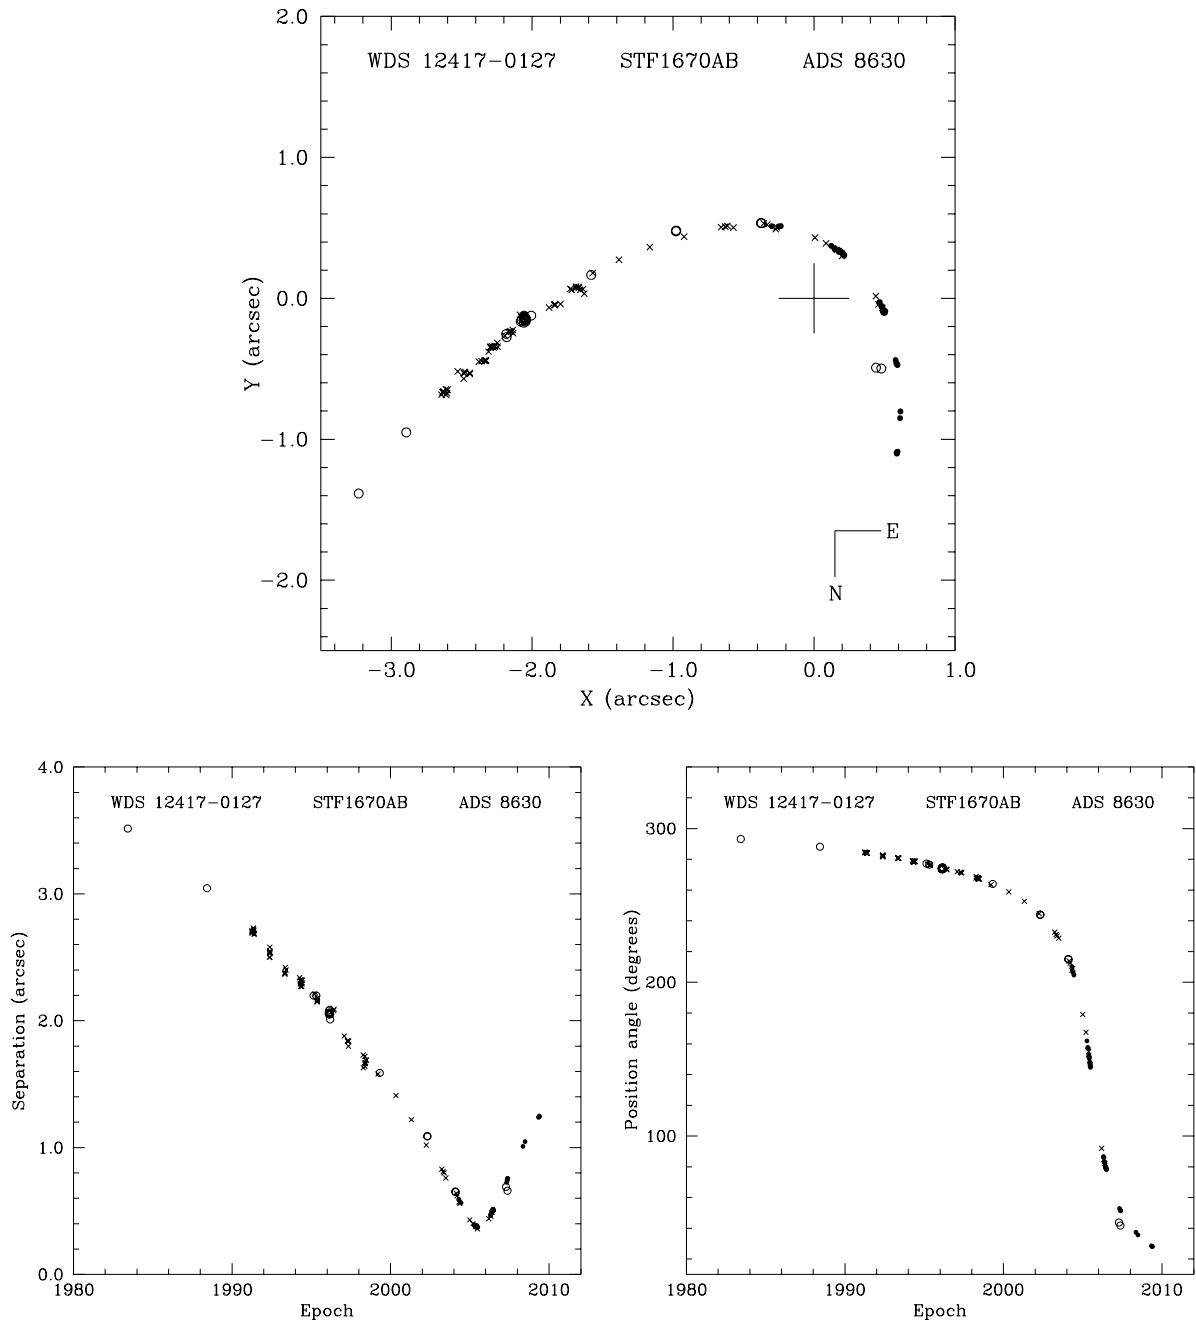 WDS 12417−0127 STF1670AB ADS 8630
2.0
1.0
0.0
−1.0
−2.0
Y (arcsec)
E
N
−3.0 −2.0 −1.0 0.0 1.0
X (arcsec)
WDS 12417−0127 STF1670AB ADS 8630
4.0
3.0
2.0
1.0
0.0
Separation (arcsec)
1980 1990 2000 2010
Epoch
WDS 12417−0127 STF1670AB ADS 8630
300
200
100
Position angle (degrees)
1980 1990 2000 2010
Epoch